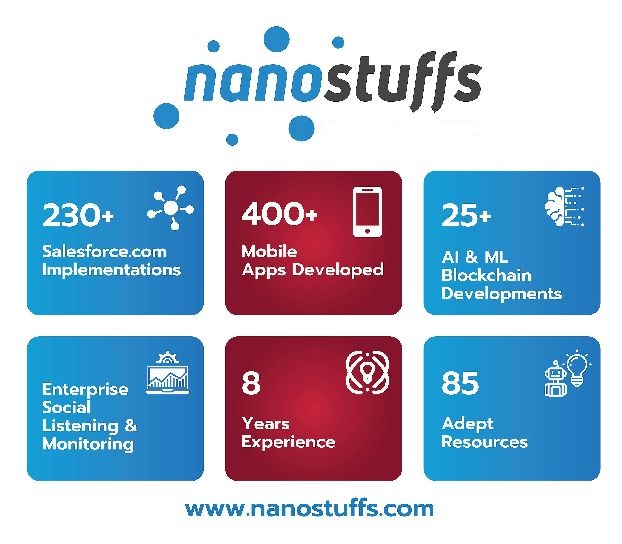 nanostuffs
230+
Salesforce.com
Implementations
400+
Mobile
Apps Developed
25+
AI & ML
Blockchain
Developments
Enterprise
Social
Listening &
Monitoring
8
Years
Experience
85
Adept
Resources
www.nanostuffs.com